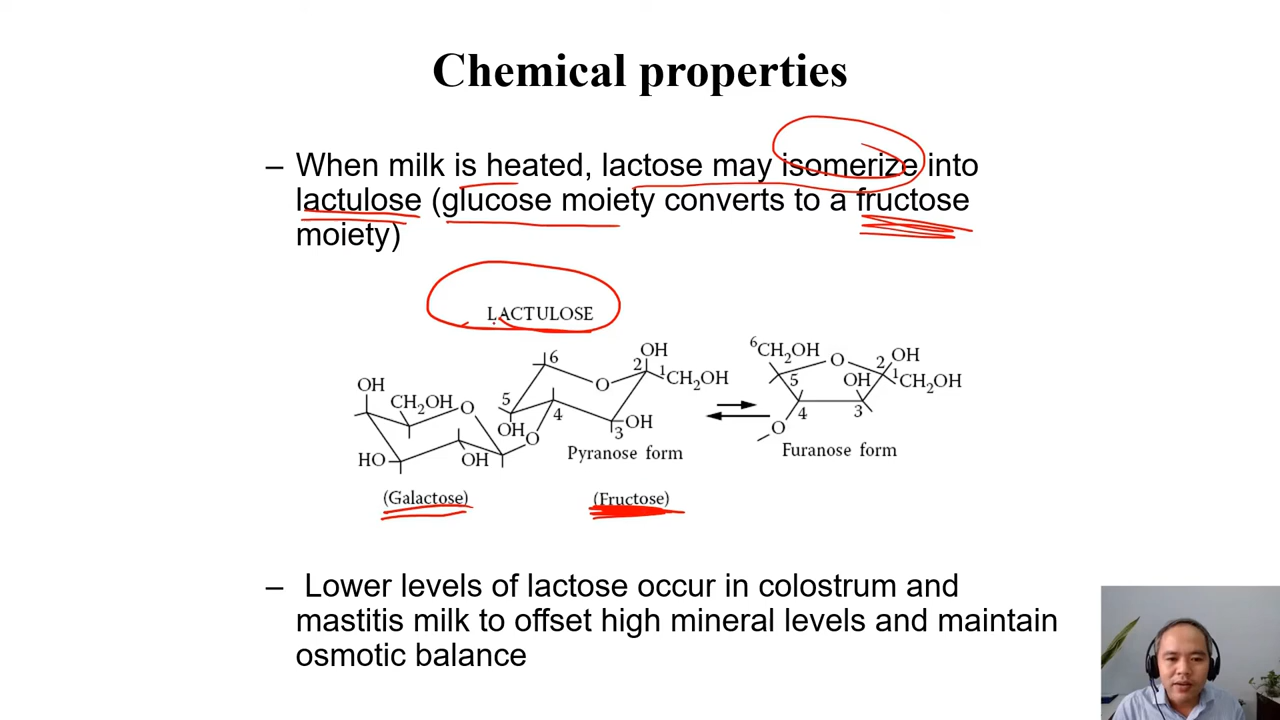 Chemical properties
– When milk is heated, lactose may isomerize into
lactulose (glucose moiety converts to a fructose
moiety)
LACTULOSE
OH
CH2OH
O
HO
OH
O
6
5
OH
4
O
3
OH
2
OH
1CH2OH
Pyranose form
6CH2OH
O
5
4
O
3
OH
2
OH
1CH2OH
Furanose form
(Galactose)
(Fructose)
– Lower levels of lactose occur in colostrum and
mastitis milk to offset high mineral levels and maintain
osmotic balance